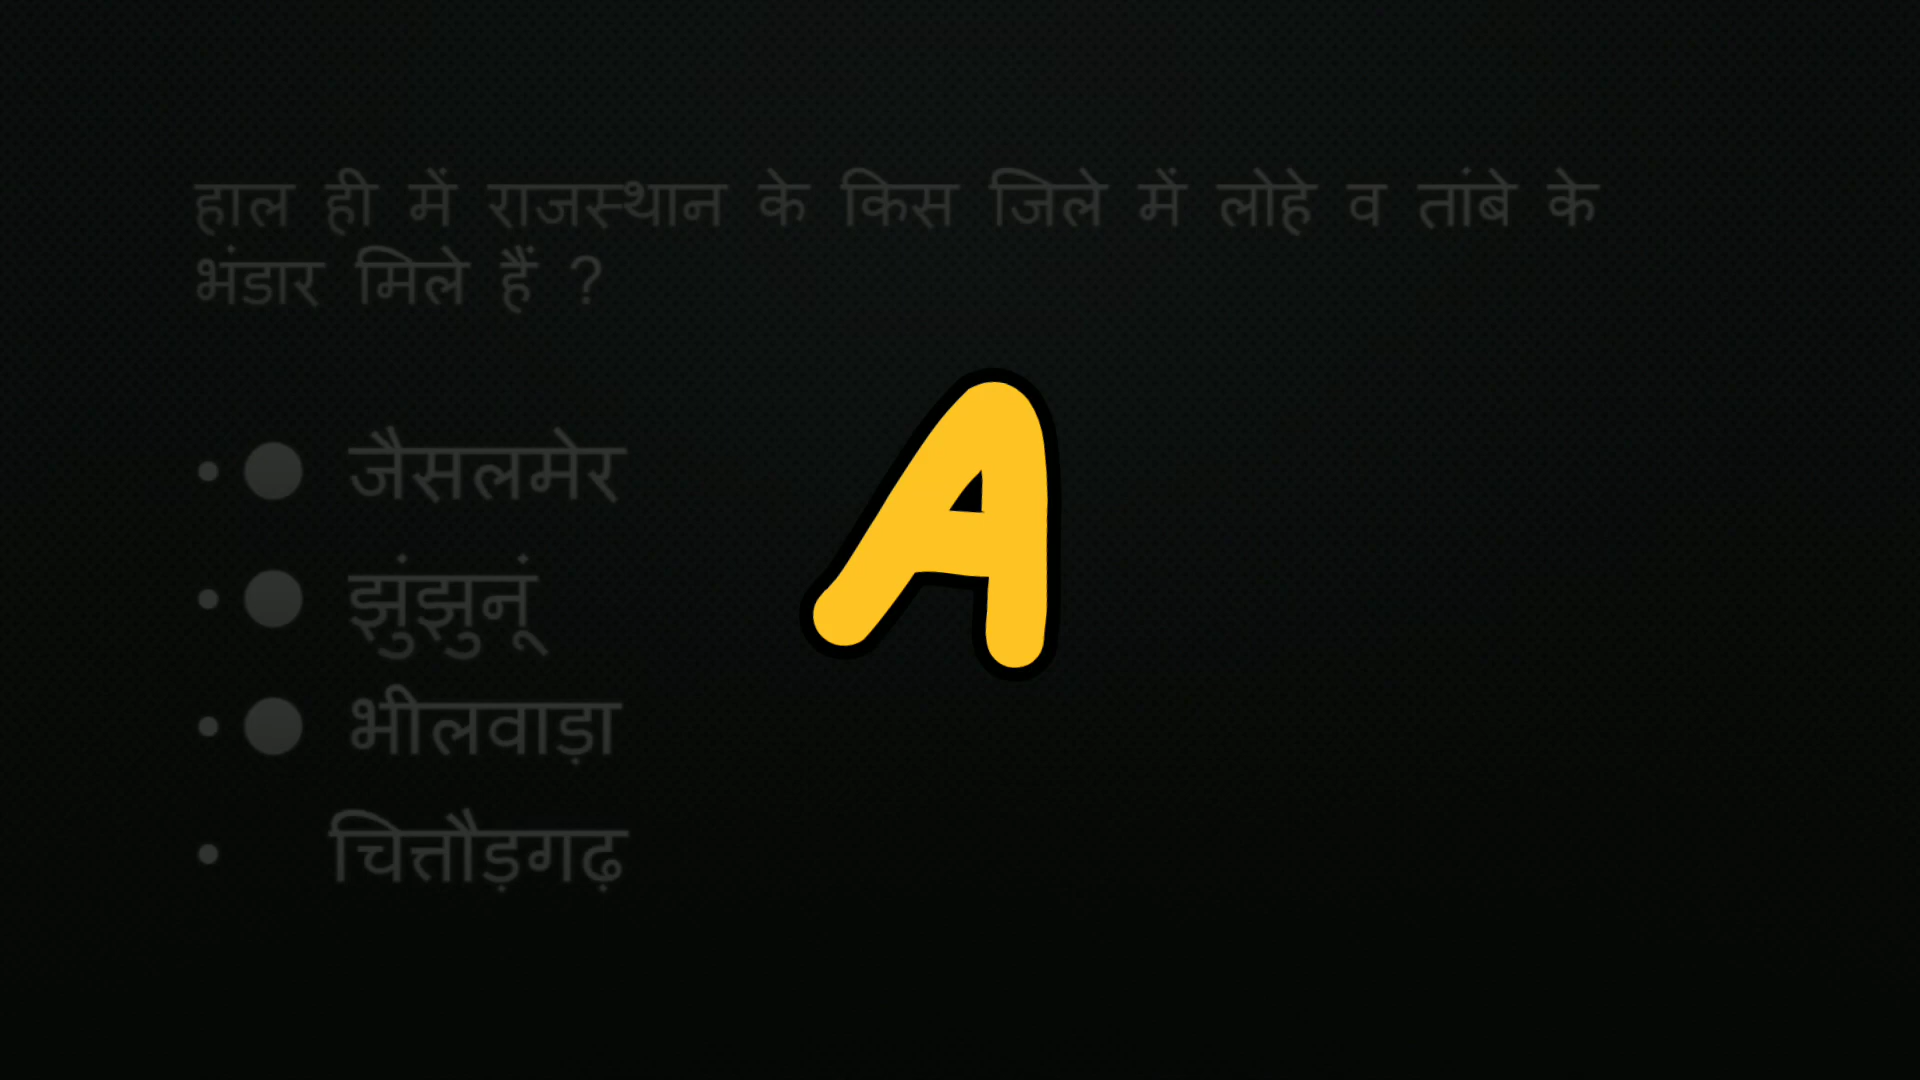 हाल ही में राजस्थान के किस जिले में लोहे व तांबे के
भंडार मिले हैं ?
A
• ● जैसलमेर
• ● झुंझुनूं
• ● भीलवाड़ा
• चित्तौड़गढ़